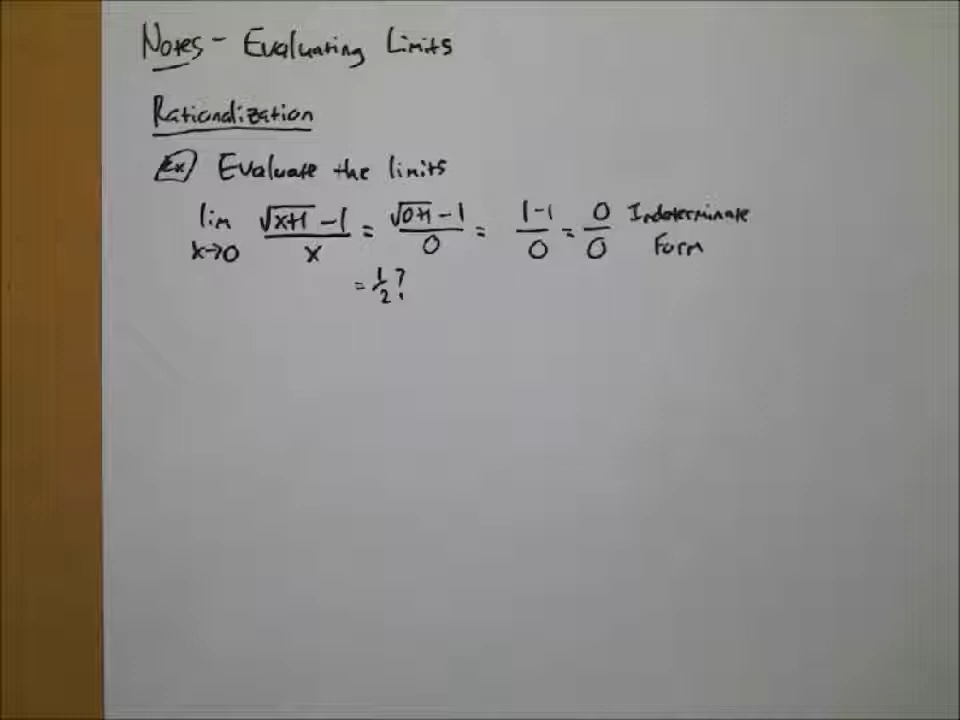 Notes - Evaluating Limits
Rationalization
Ex Evaluate the limits
lim x→0 (√(x+1) - 1)/x = (√(0+1) - 1)/0 = (1-1)/0 = 0/0 Indeterminate Form
= 1/2?